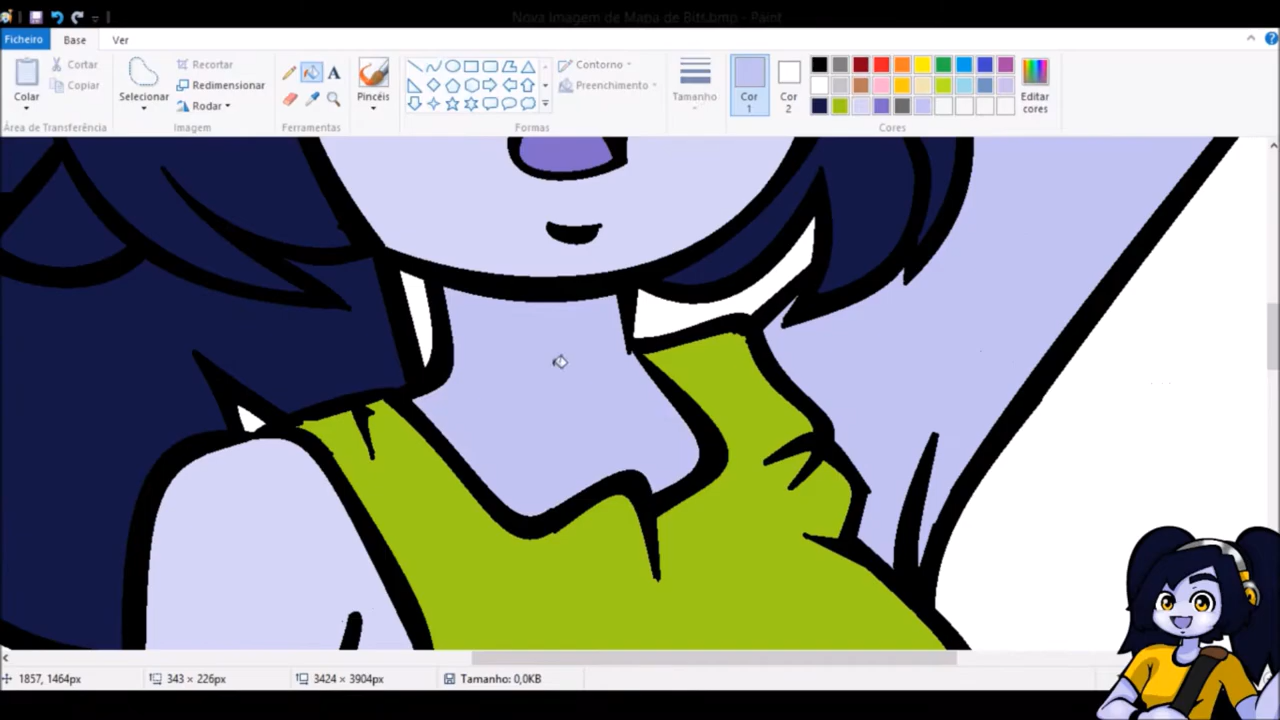 Nova Imagem de Mapa de Bits.bmp - Paint
Ficheiro Base Ver
Colar
Cortar
Copiar
Área de Transferência
Selecionar
Recortar
Redimensionar
Rodar
Imagem
A
Ferramentas
Pincéis
Contorno
Preenchimento
Formas
Tamanho
Cor
1
Cor
2
Editar
cores
Cores
1857, 1464px 343 × 226px 3424 × 3904px Tamanho: 0,0KB